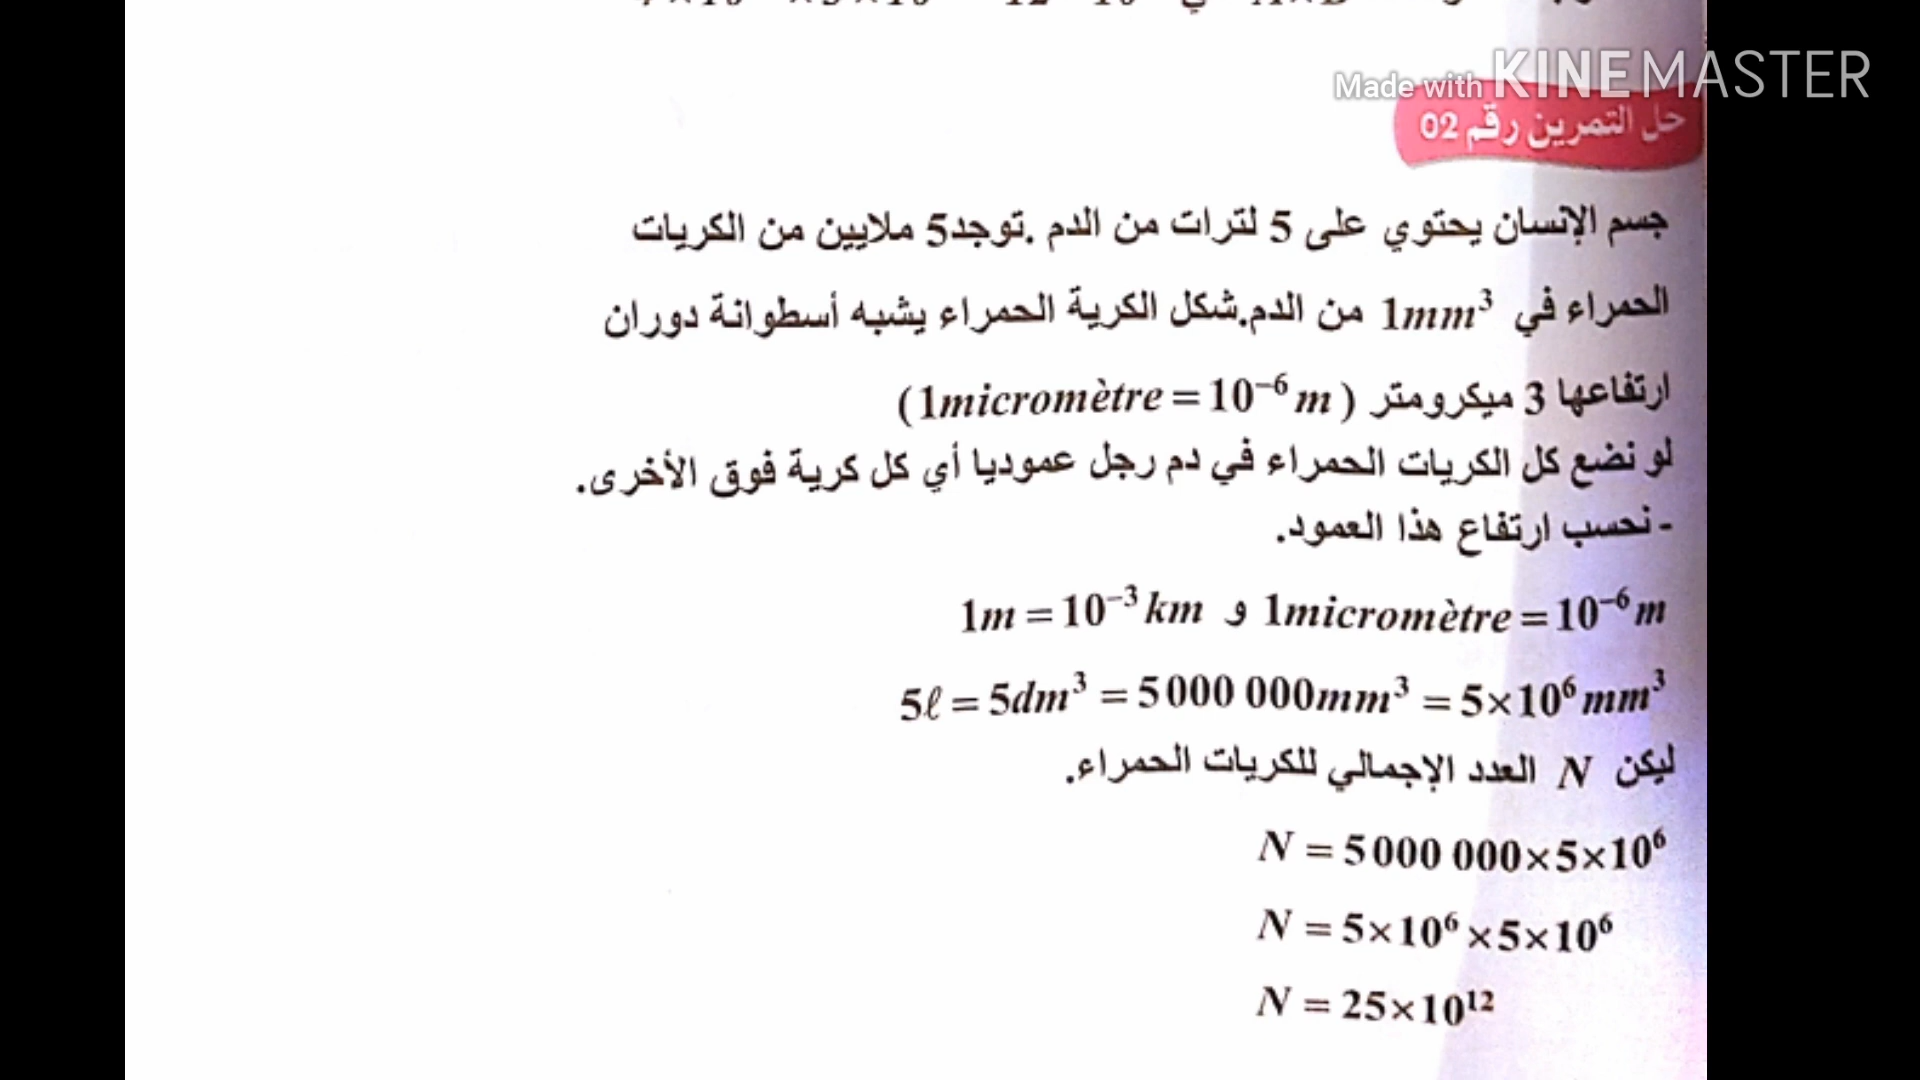 Made with KINEMASTER
حل التمرين رقم 02
جسم الإنسان يحتوي على 5 لترات من الدم .توجد5 ملايين من الكريات
الحمراء في 1mm³ من الدم.شكل الكرية الحمراء يشبه أسطوانة دوران
ارتفاعها 3 ميكرومتر (1micromètre = 10⁻⁶ m)
لو نضع كل الكريات الحمراء في دم رجل عموديا أي كل كرية فوق الأخرى.
- نحسب ارتفاع هذا العمود.
1micromètre = 10⁻⁶ m و 1m = 10⁻³ km
5ℓ = 5dm³ = 5 000 000mm³ = 5×10⁶ mm³
ليكن N العدد الإجمالي للكريات الحمراء.
N = 5 000 000×5×10⁶
N = 5×10⁶ ×5×10⁶
N = 25×10¹²